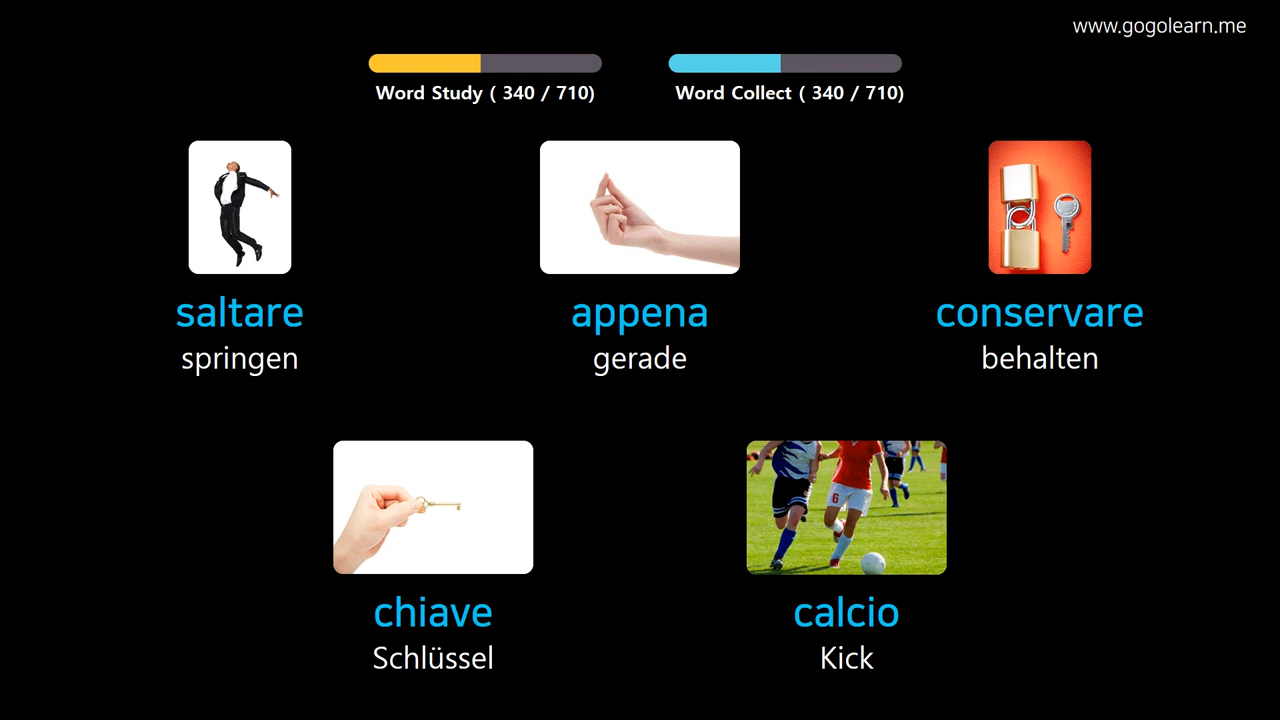 www.gogolearn.me
Word Study ( 340 / 710)
Word Collect ( 340 / 710)
saltare
springen
appena
gerade
conservare
behalten
chiave
Schlüssel
calcio
Kick
6